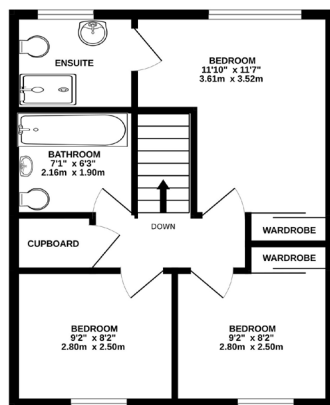 ENSUITE
BEDROOM
11'10" x 11'7"
3.61m x 3.52m
BATHROOM
7'1" x 6'3"
2.16m x 1.90m
DOWN
CUPBOARD
WARDROBE
WARDROBE
BEDROOM
9'2" x 8'2"
2.80m x 2.50m
BEDROOM
9'2" x 8'2"
2.80m x 2.50m